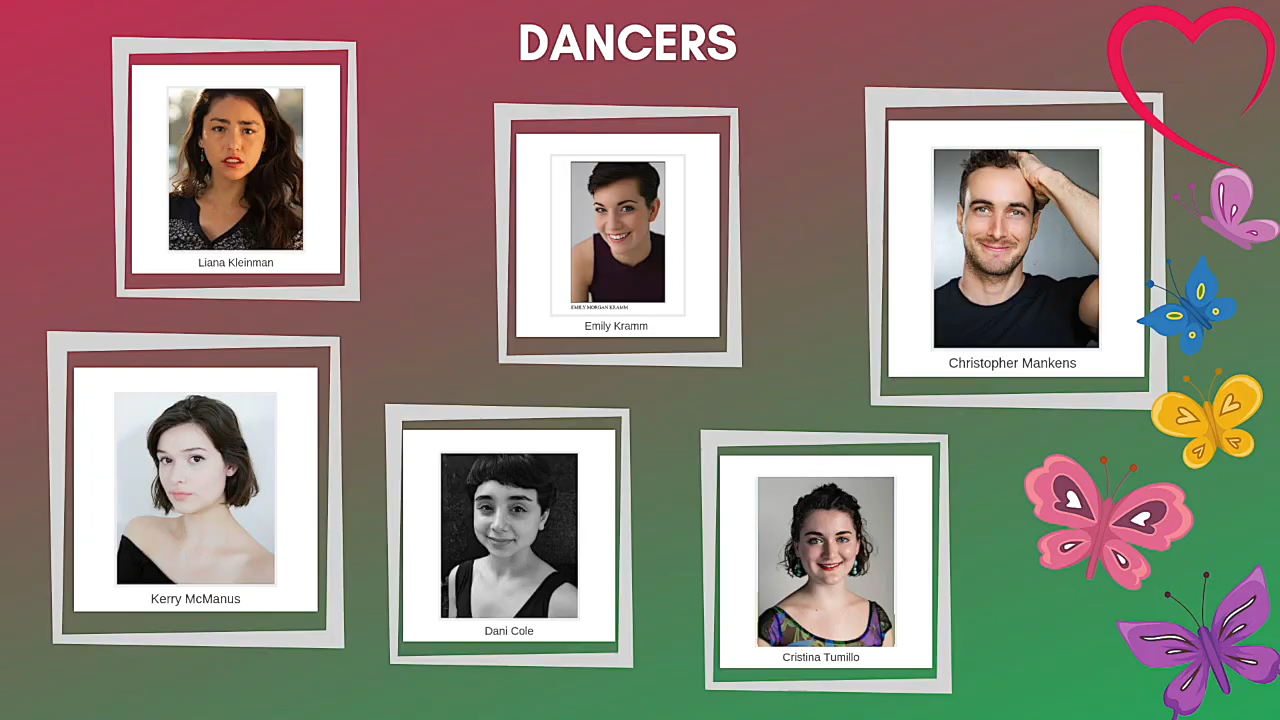 DANCERS
Liana Kleinman
EMILY MORGAN KRAMM
Emily Kramm
Christopher Mankens
Kerry McManus
Dani Cole
Cristina Tumillo